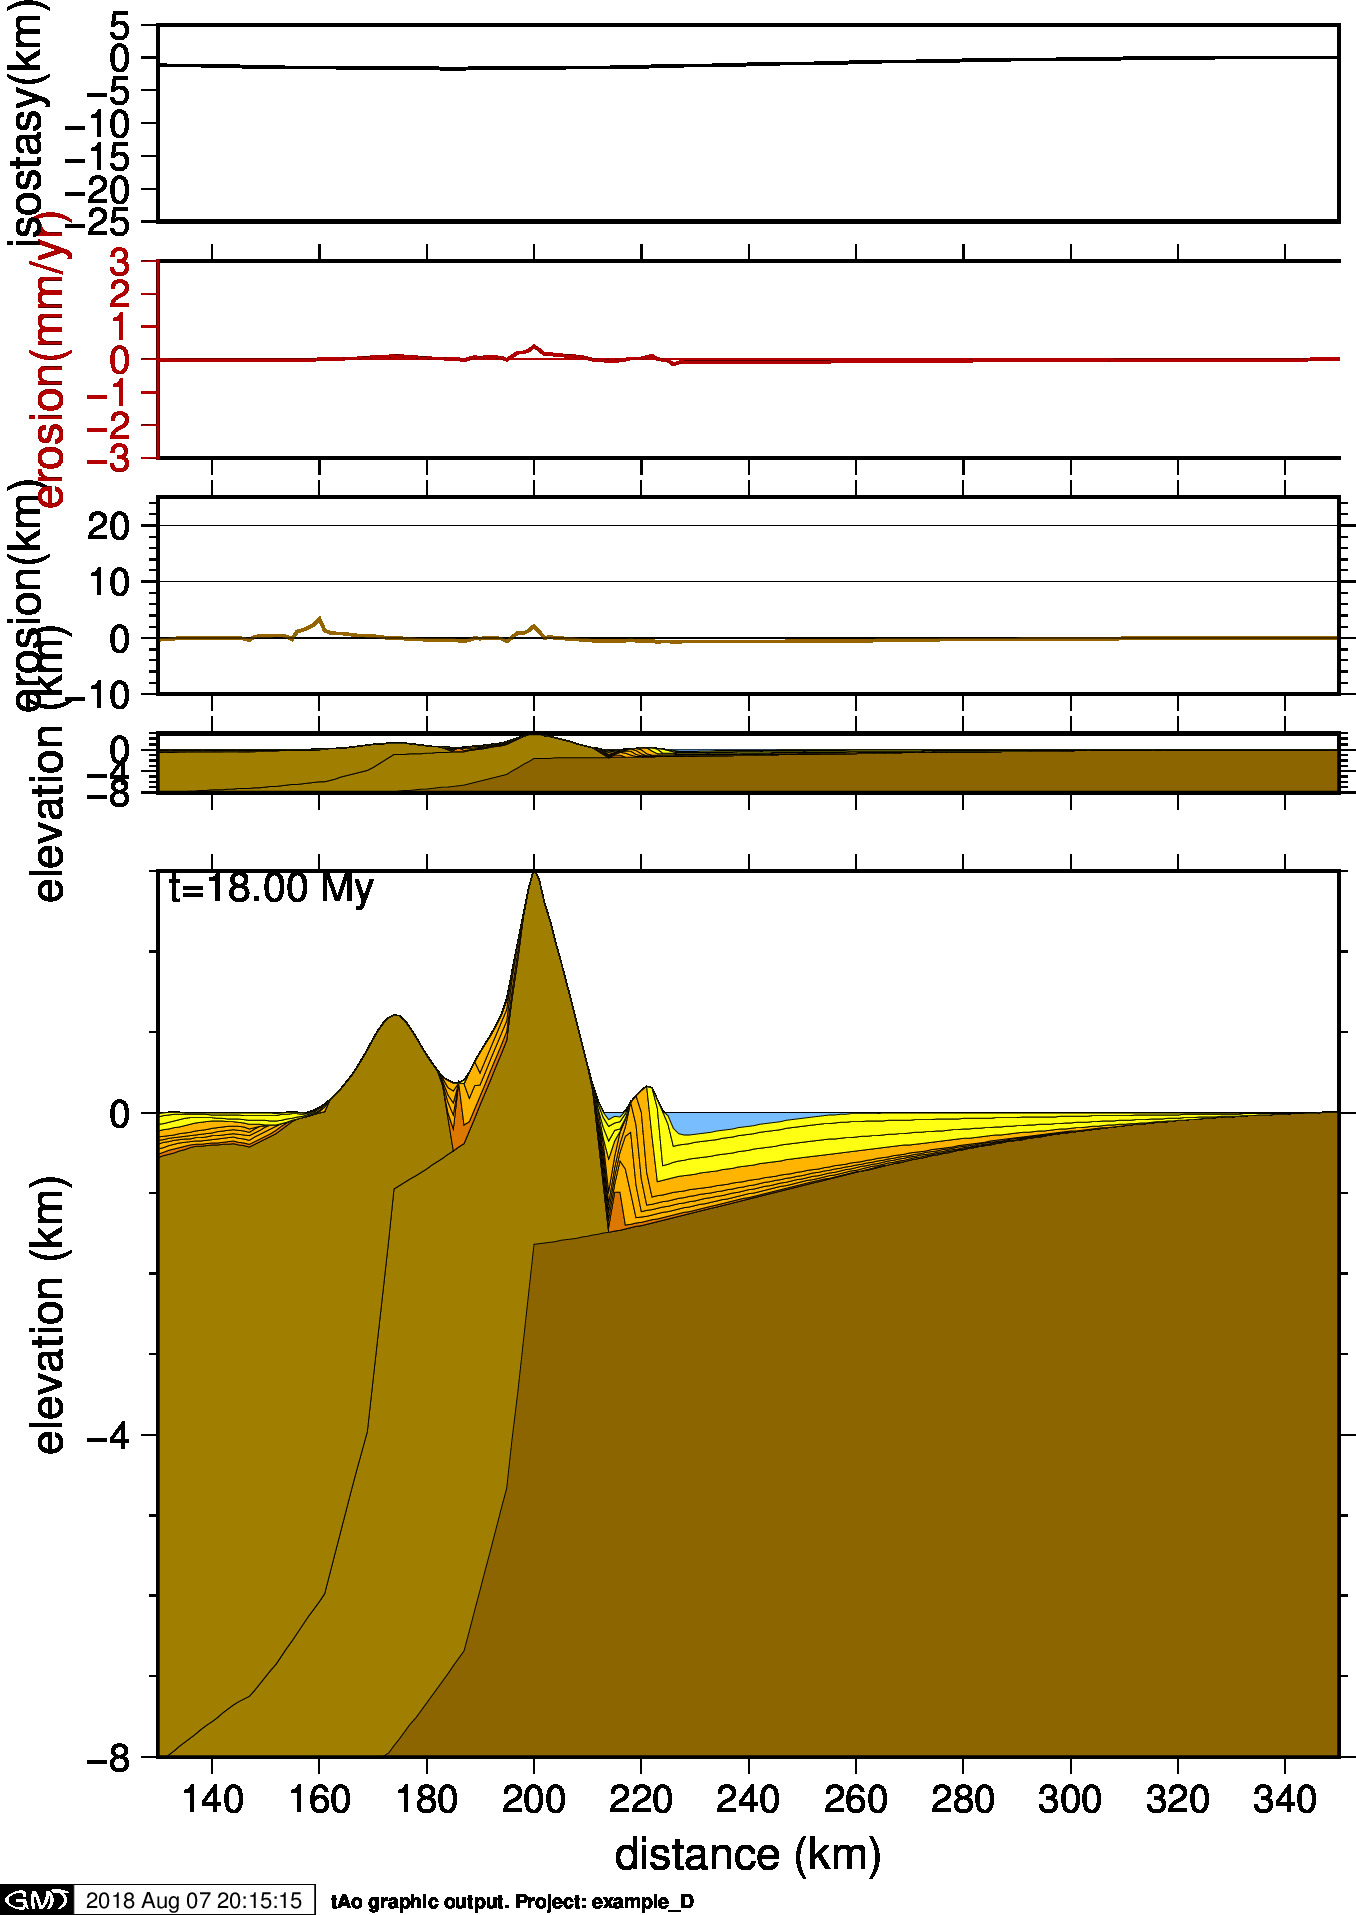 isostasy(km)
5
0
−5
−10
−15
−20
−25
erosion(mm/yr)
3
2
1
0
−1
−2
−3
erosion(km)
20
10
0
−10
elevation (km)
0
−4
−8
t=18.00 My
elevation (km)
0
−4
−8
140 160 180 200 220 240 260 280 300 320 340
distance (km)
GMT 2018 Aug 07 20:15:15 tAo graphic output. Project: example_D